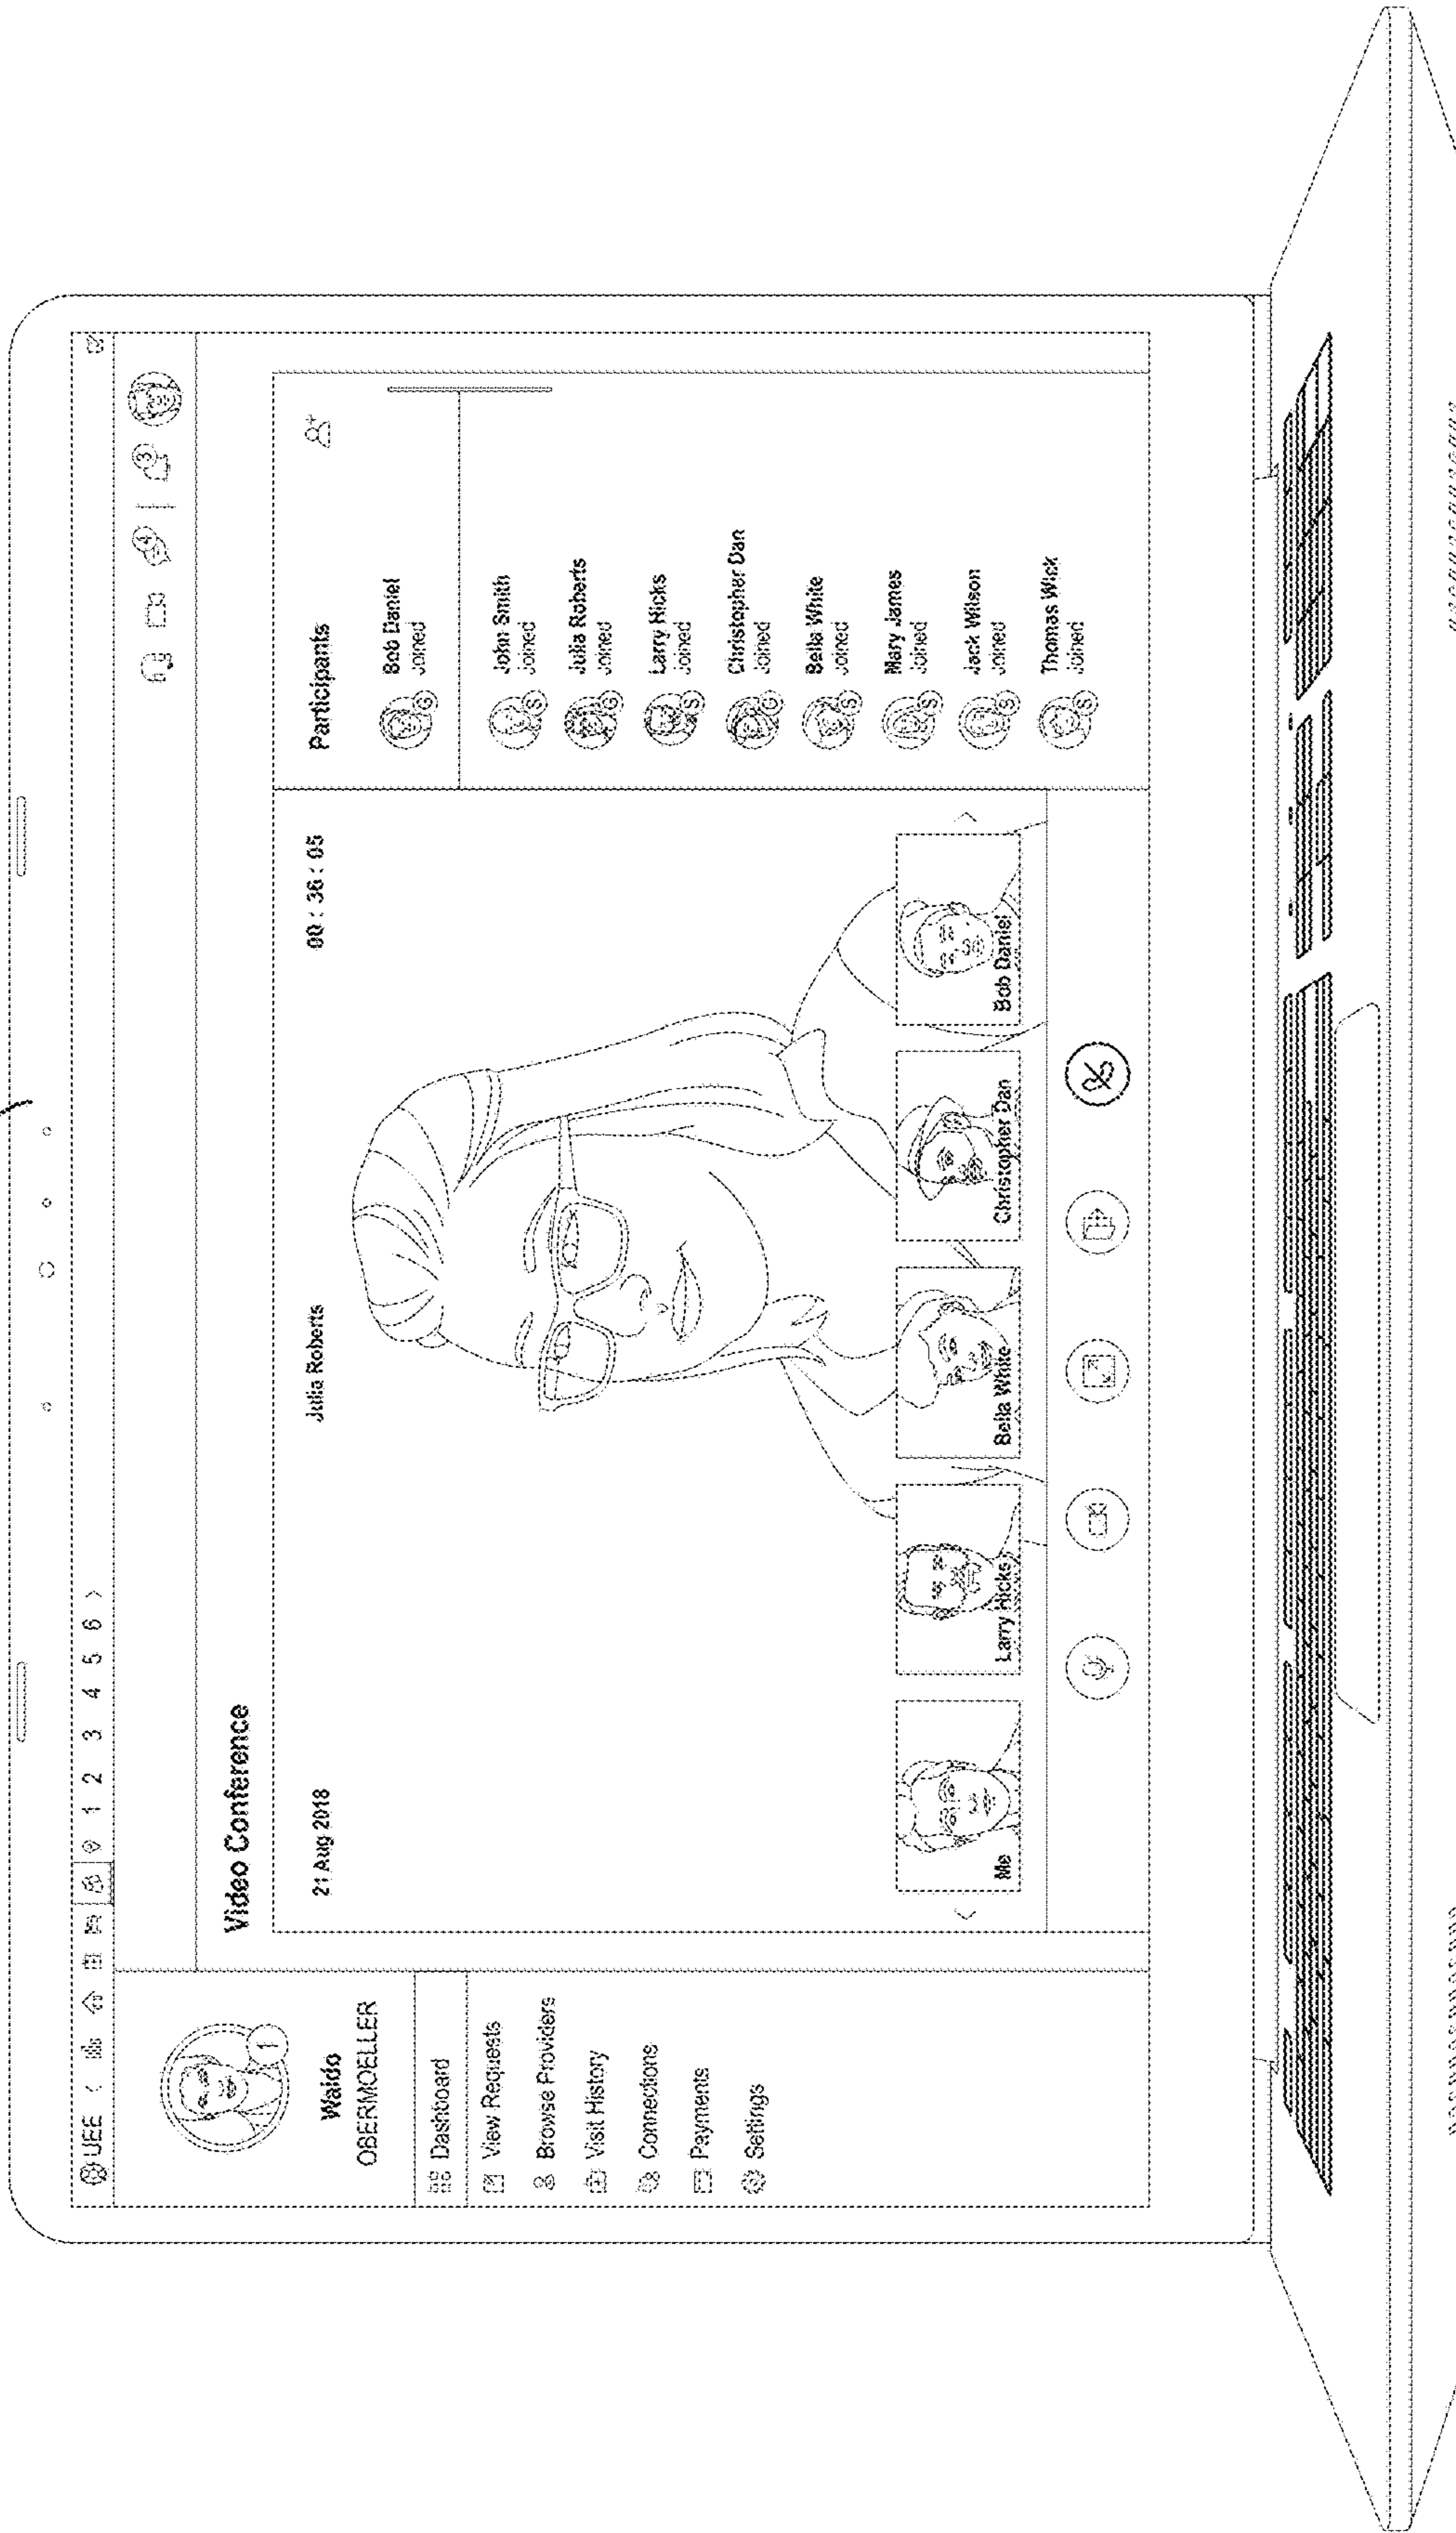 UEE < 1 2 3 4 5 6 >
4
3
1
Waldo
OBERMOELLER
Dashboard
View Requests
Browse Providers
Visit History
Connections
Payments
Settings
Video Conference
21 Aug 2018
Julia Roberts
00 : 36 : 05
Me
Larry Hicks
Bella White
Christopher Dan
Bob Daniel
Participants
G
Bob Daniel
Joined
S
John Smith
Joined
G
Julia Roberts
Joined
S
Larry Hicks
Joined
G
Christopher Dan
Joined
S
Bella White
Joined
S
Mary James
Joined
S
Jack Wilson
Joined
S
Thomas Wick
Joined